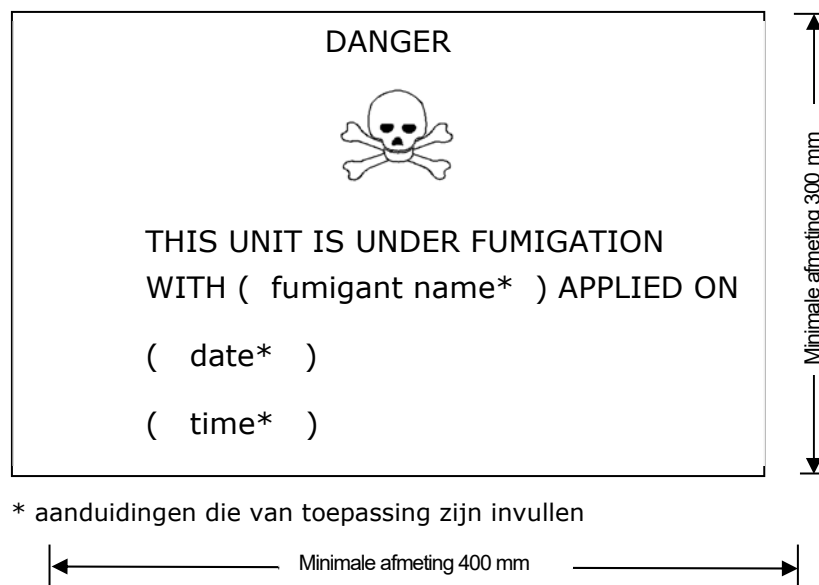 DANGER
THIS UNIT IS UNDER FUMIGATION
WITH ( fumigant name* ) APPLIED ON
( date* )
( time* )
Minimale afmeting 300 mm
* aanduidingen die van toepassing zijn invullen
Minimale afmeting 400 mm